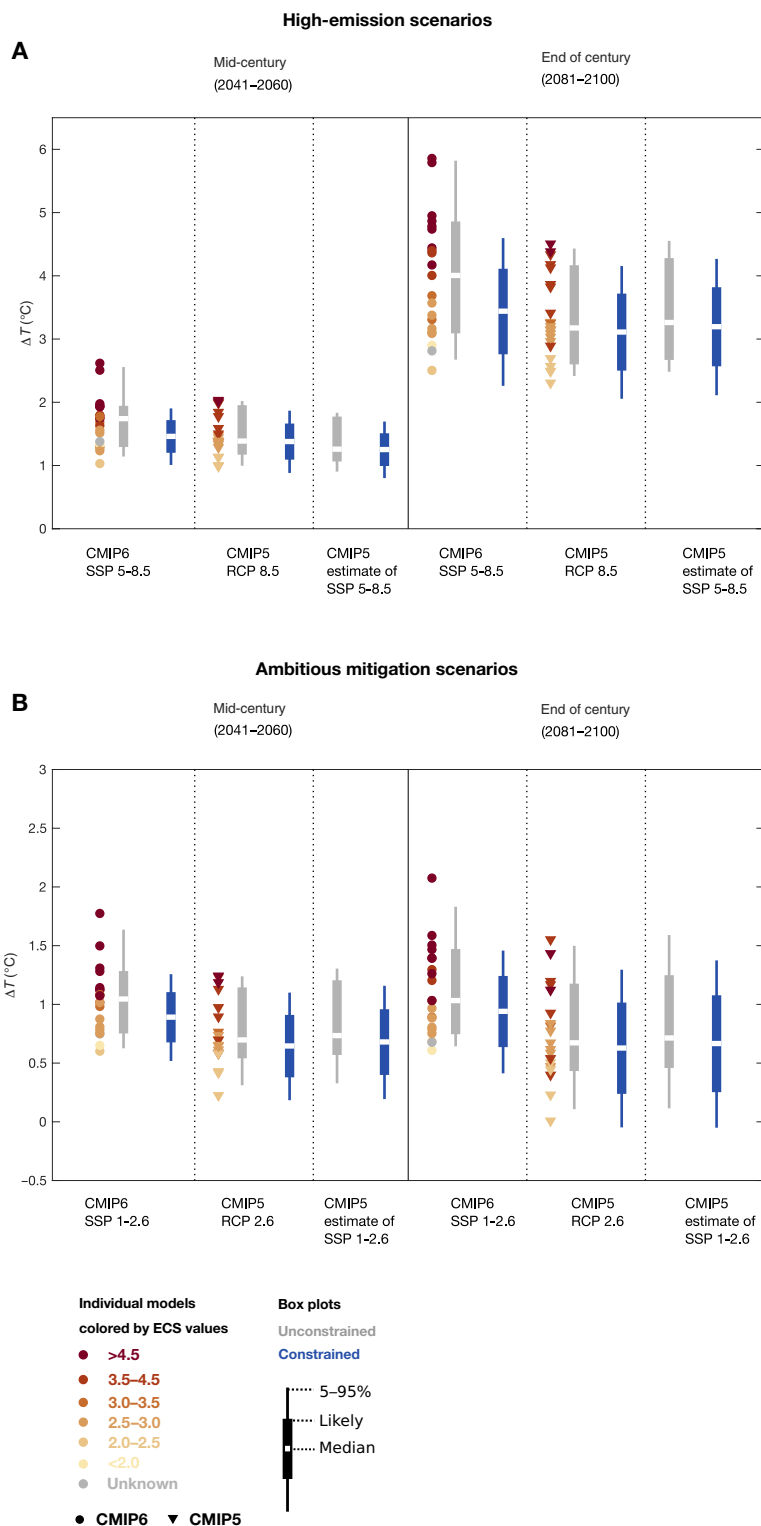 High-emission scenarios
A
Mid-century
(2041–2060)
End of century
(2081–2100)
6
5
4
3
2
1
0
Δ T (°C)
CMIP6
SSP 5-8.5
CMIP5
RCP 8.5
CMIP5
estimate of
SSP 5-8.5
CMIP6
SSP 5-8.5
CMIP5
RCP 8.5
CMIP5
estimate of
SSP 5-8.5
Ambitious mitigation scenarios
B
Mid-century
(2041–2060)
End of century
(2081–2100)
3
2.5
2
1.5
1
0.5
0
−0.5
Δ T (°C)
CMIP6
SSP 1-2.6
CMIP5
RCP 2.6
CMIP5
estimate of
SSP 1-2.6
CMIP6
SSP 1-2.6
CMIP5
RCP 2.6
CMIP5
estimate of
SSP 1-2.6
Individual models
colored by ECS values
>4.5
3.5–4.5
3.0–3.5
2.5–3.0
2.0–2.5
<2.0
Unknown
CMIP6
CMIP5
Box plots
Unconstrained
Constrained
5–95%
Likely
Median